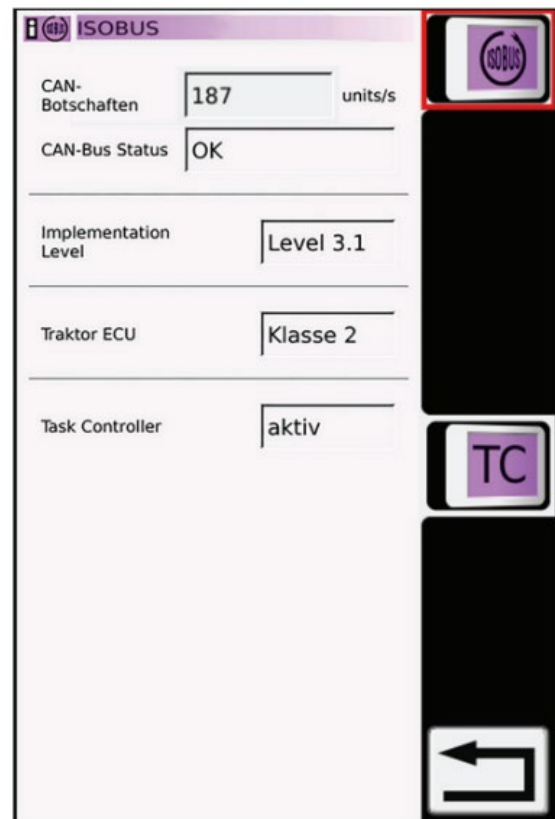 i ISOBUS ISOBUS
ISOBUS
CAN-
Botschaften
187
units/s
CAN-Bus Status
OK
Implementation
Level
Level 3.1
Traktor ECU
Klasse 2
Task Controller
aktiv
TC